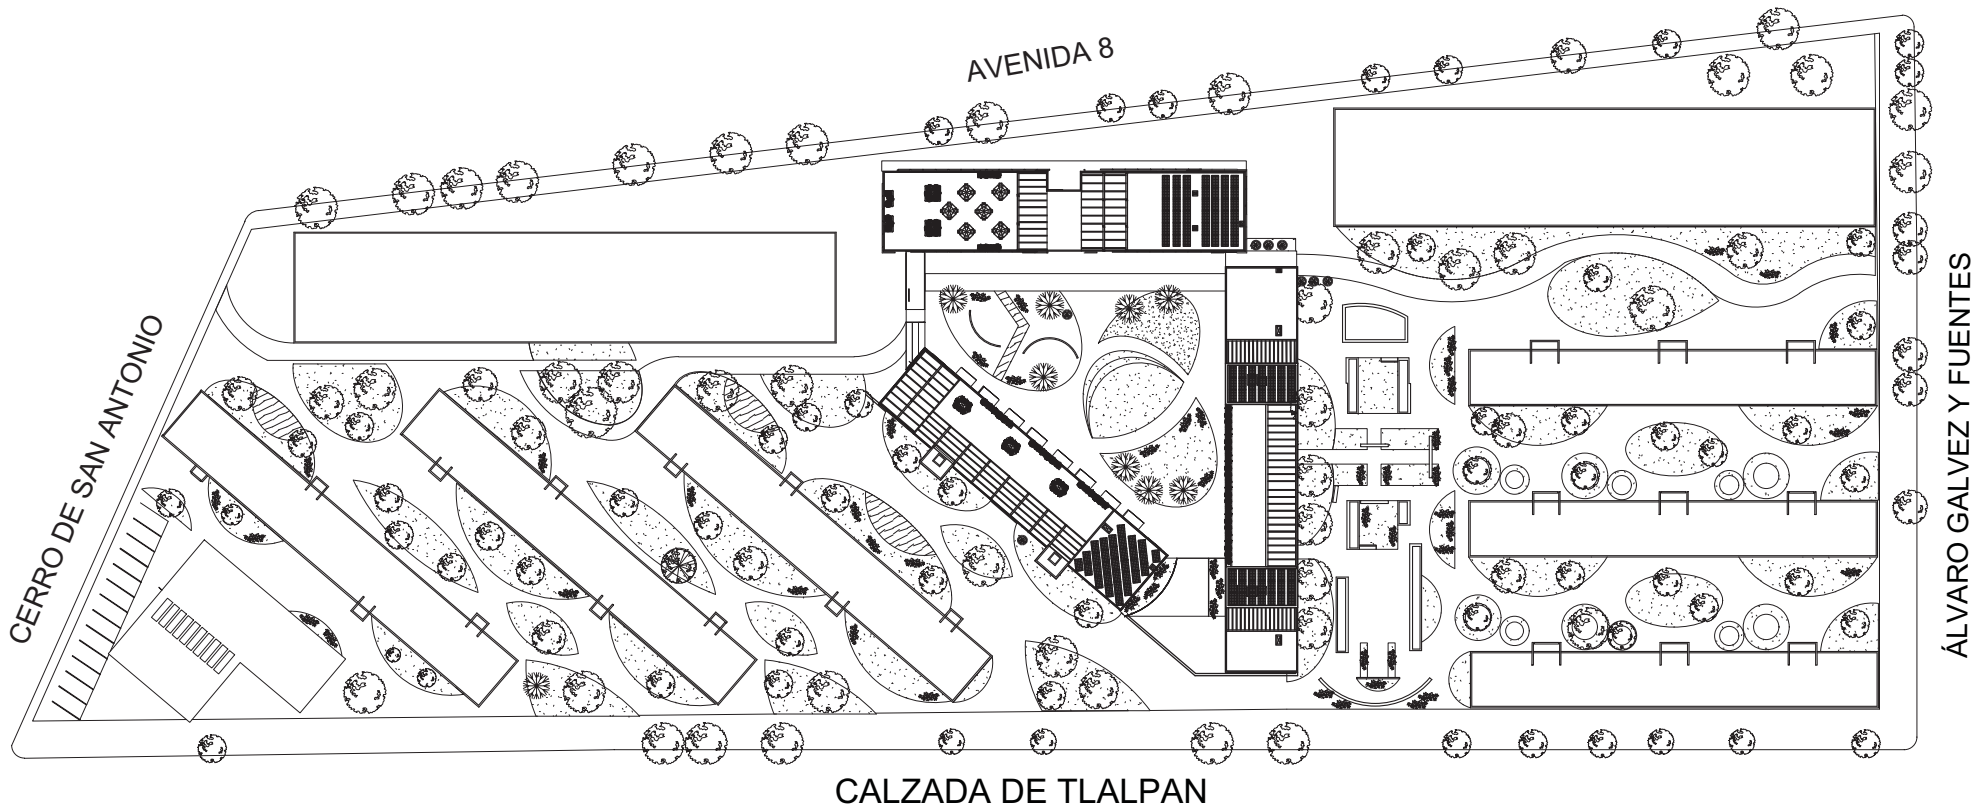 AVENIDA 8
CERRO DE SAN ANTONIO
ÁLVARO GALVEZ Y FUENTES
CALZADA DE TLALPAN